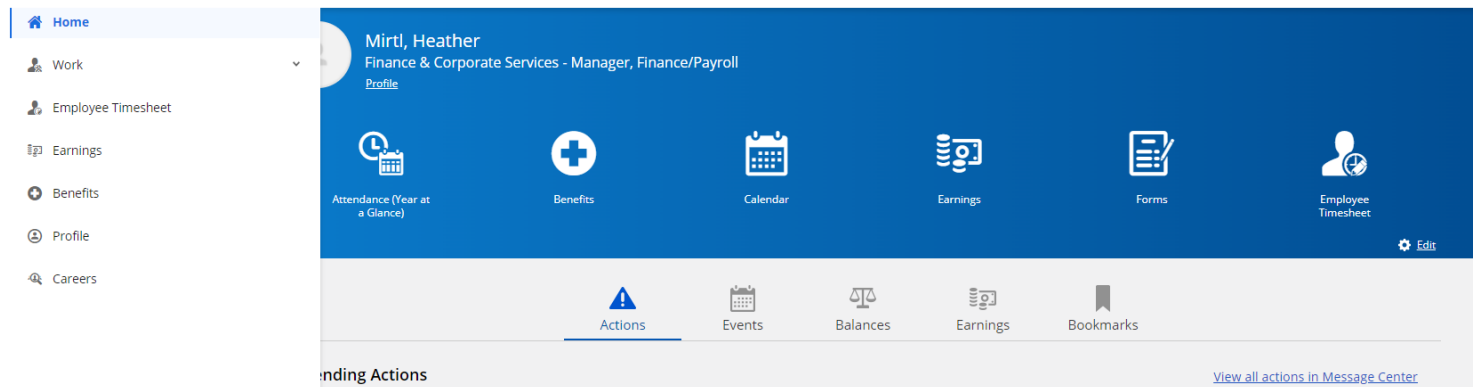 Home
Work
Employee Timesheet
Earnings
Benefits
Profile
Careers
Mirtl, Heather
Finance & Corporate Services - Manager, Finance/Payroll
Profile
Attendance (Year at
a Glance)
Benefits
Calendar
Earnings
Forms
Employee
Timesheet
Edit
Actions
Events
Balances
Earnings
Bookmarks
nding Actions
View all actions in Message Center